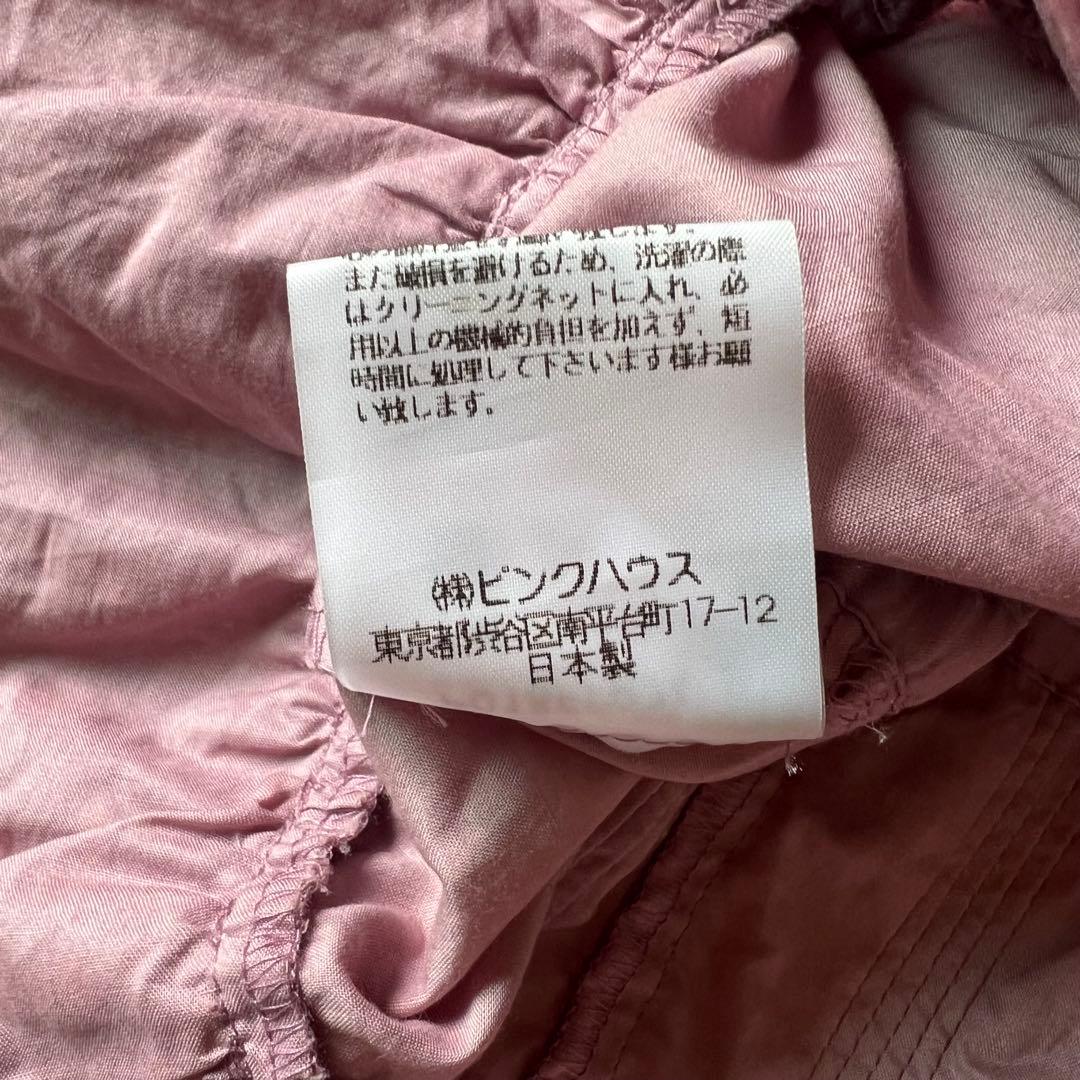 また破損を避けるため、洗濯の際
はクリーニングネットに入れ、必
用以上の機械的負担を加えず、短
時間に処理して下さいます様お願
い致します。
㈱ピンクハウス
東京都渋谷区南平台町17-12
日本製